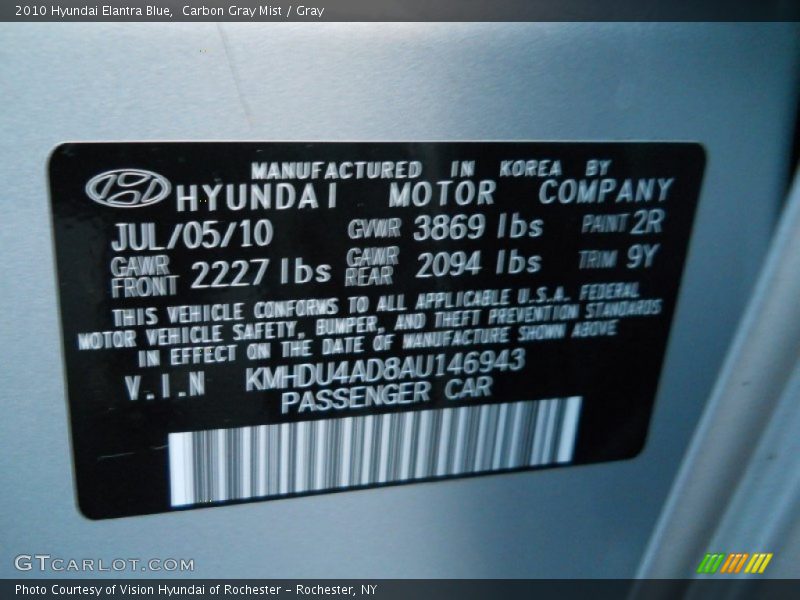 2010 Hyundai Elantra Blue,  Carbon Gray Mist / Gray
MANUFACTURED IN KOREA BY
HYUNDAI MOTOR COMPANY
JUL/05/10 GVWR 3869 lbs PAINT 2R
GAWR FRONT 2227 lbs GAWR REAR 2094 lbs TRIM 9Y
THIS VEHICLE CONFORMS TO ALL APPLICABLE U.S.A. FEDERAL
MOTOR VEHICLE SAFETY, BUMPER, AND THEFT PREVENTION STANDARDS
IN EFFECT ON THE DATE OF MANUFACTURE SHOWN ABOVE
V.I.N KMHDU4AD8AU146943
PASSENGER CAR
GTCARLOT.COM
Photo Courtesy of Vision Hyundai of Rochester – Rochester, NY